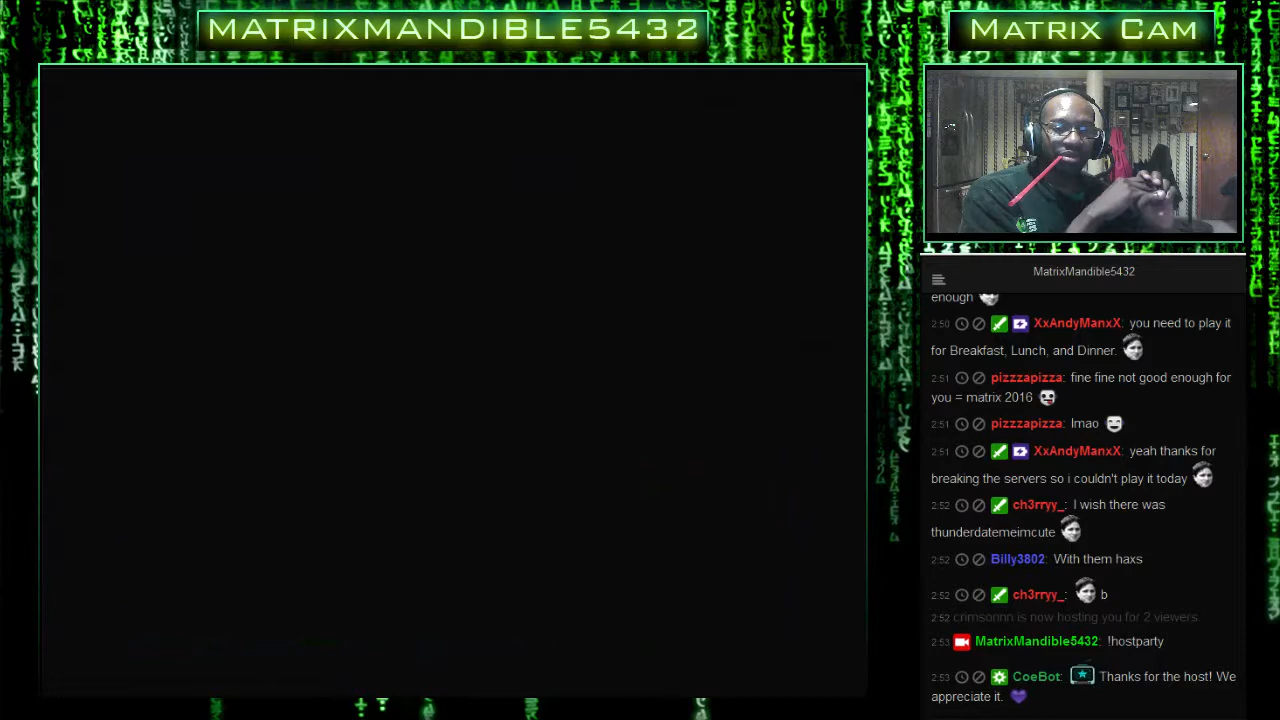 MATRIXMANDIBLE5432
Matrix Cam
MatrixMandible5432
enough
2:50 XxAndyManxX: you need to play it
for Breakfast, Lunch, and Dinner.
2:51 pizzzapizza: fine fine not good enough for
you = matrix 2016
2:51 pizzzapizza: lmao
2:51 XxAndyManxX: yeah thanks for
breaking the servers so i couldn't play it today
2:52 ch3rryy_: I wish there was
thunderdatemeimcute
2:52 Billy3802: With them haxs
2:52 ch3rryy_: b
2:52 crimsonnn is now hosting you for 2 viewers
2:53 MatrixMandible5432: !hostparty
2:53 CoeBot: Thanks for the host! We
appreciate it.